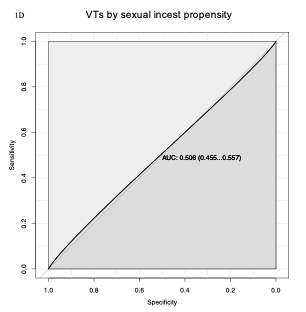 1D
VTs by sexual incest propensity
1.0
0.8
0.6
0.4
0.2
0.0
Sensitivity
AUC: 0.506 (0.455...0.557)
1.0 0.8 0.6 0.4 0.2 0.0
Specificity